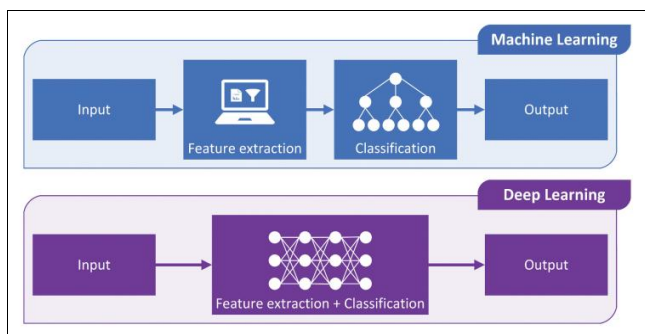 Machine Learning
Input
Feature extraction
Classification
Output
Deep Learning
Input
Feature extraction + Classification
Output